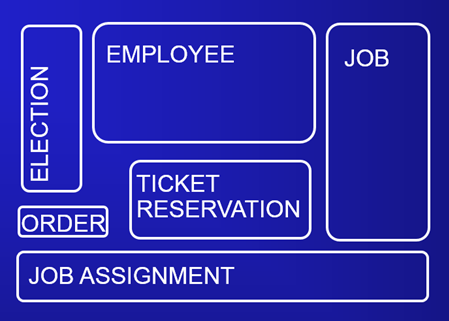 ELECTION
EMPLOYEE
JOB
TICKET
RESERVATION
ORDER
JOB ASSIGNMENT